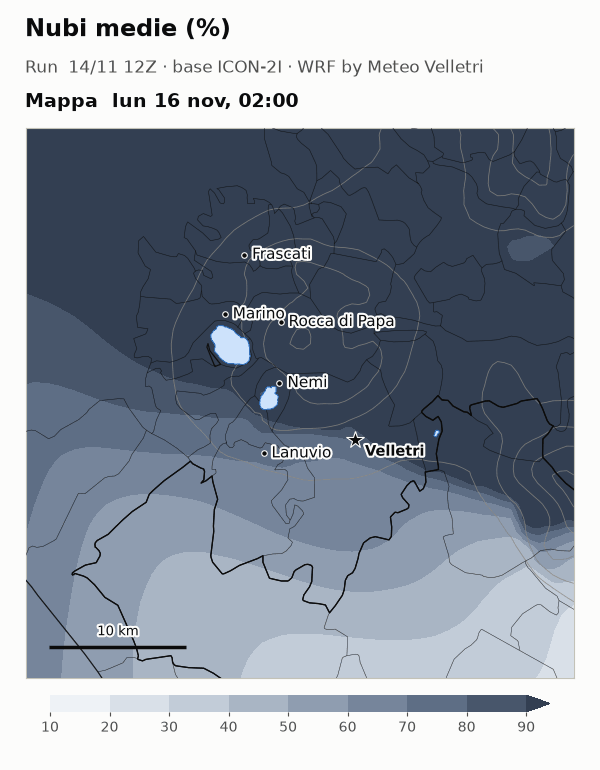 Nubi medie (%)
Run  14/11 12Z · base ICON-2I · WRF by Meteo Velletri
Mappa  lun 16 nov, 02:00
Frascati
Marino
Rocca di Papa
Nemi
Velletri
Lanuvio
10 km
10 20 30 40 50 60 70 80 90